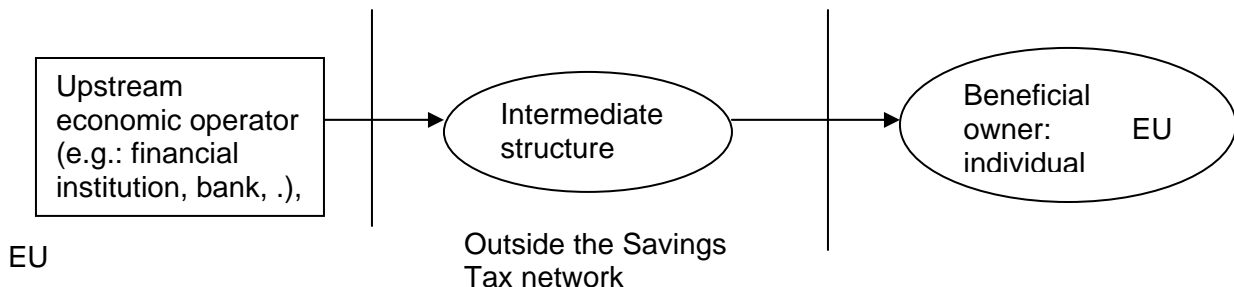 Upstream
economic operator
(e.g.: financial
institution, bank, .),
EU
Intermediate
structure
Outside the Savings
Tax network
Beneficial
owner:
individual
EU